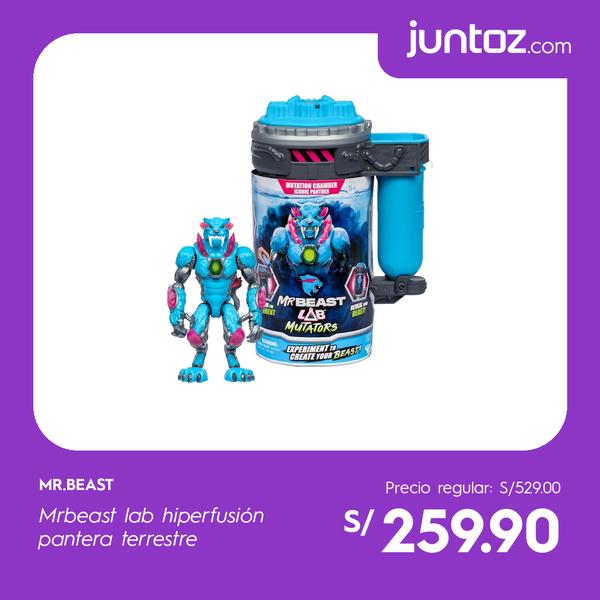 juntoz.com
MUTATION CHAMBER
ICONIC PANTHER
5+
MRBEAST
LAB
MUTATORS
EXPERIMENT TO
CREATE YOUR BEAST!
MR.BEAST
Mrbeast lab hiperfusión
pantera terrestre
Precio regular: S/529.00
S/ 259.90